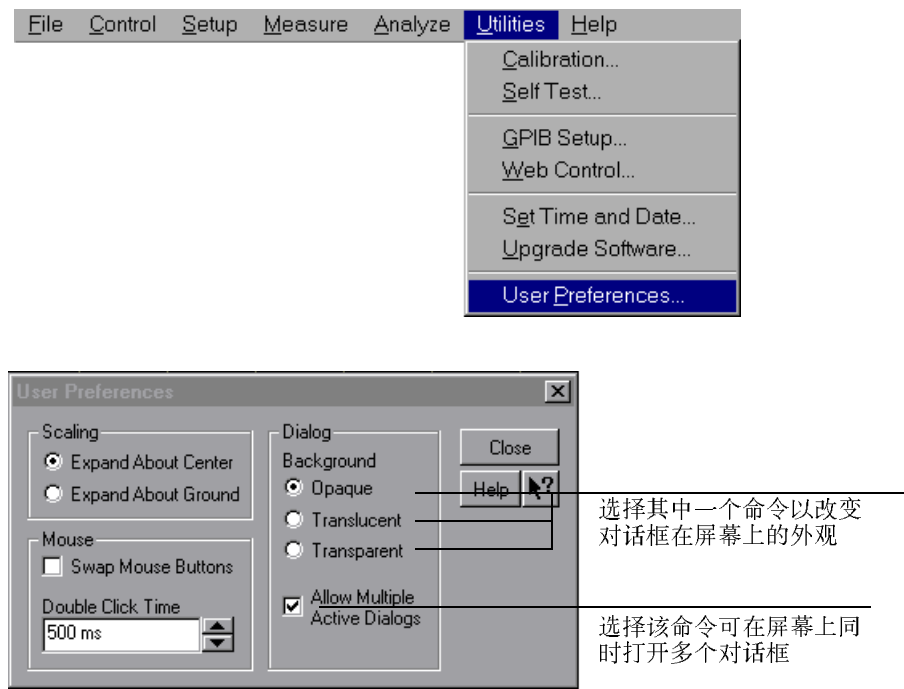 File Control Setup Measure Analyze Utilities Help
Calibration...
Self Test...
GPIB Setup...
Web Control...
Set Time and Date...
Upgrade Software...
User Preferences...
User Preferences
Scaling
Expand About Center
Expand About Ground
Mouse
Swap Mouse Buttons
Double Click Time
500 ms
Dialog
Background
Opaque
Translucent
Transparent
Allow Multiple
Active Dialogs
Close
Help
选择其中一个命令以改变
对话框在屏幕上的外观
选择该命令可在屏幕上同
时打开多个对话框